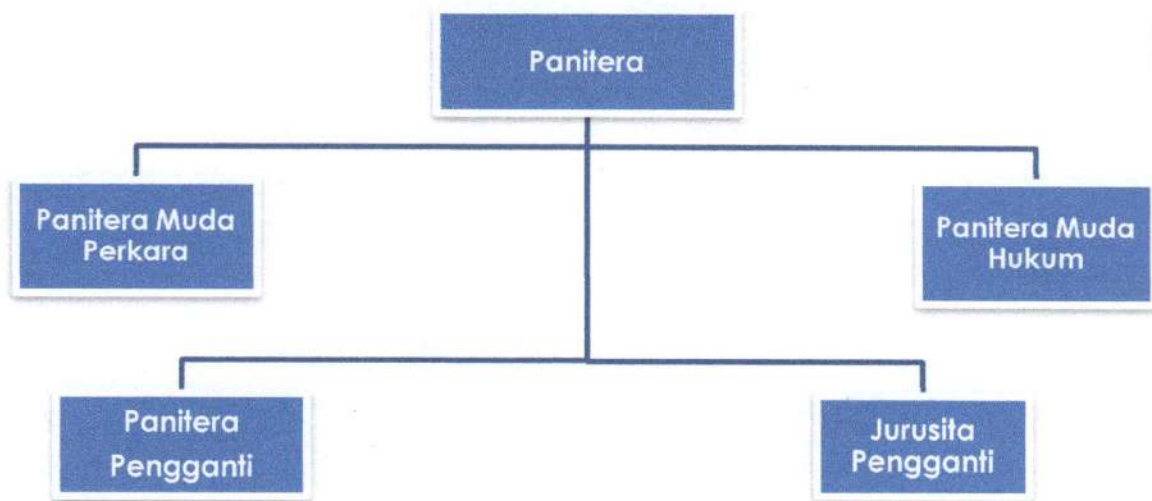 Panitera
Panitera Muda
Perkara
Panitera Muda
Hukum
Panitera
Pengganti
Jurusita
Pengganti